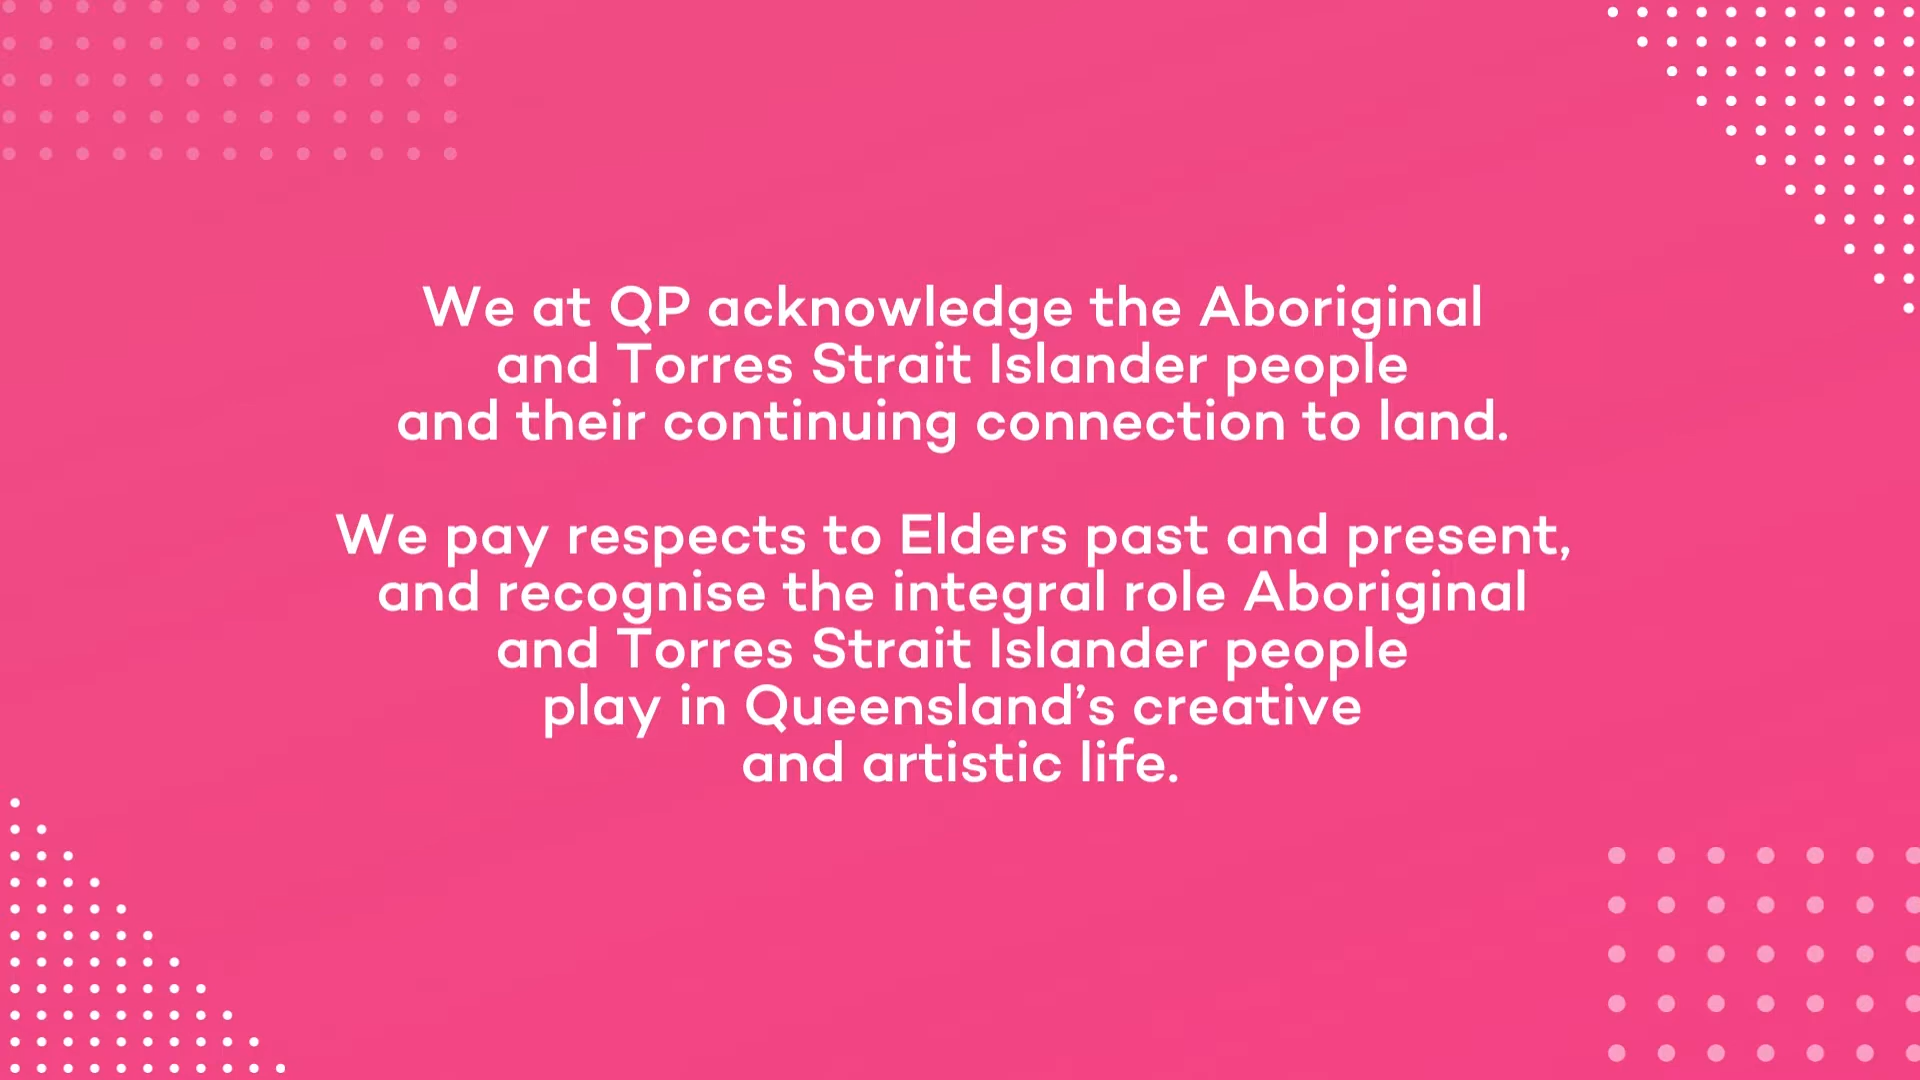 We at QP acknowledge the Aboriginal
and Torres Strait Islander people
and their continuing connection to land.
We pay respects to Elders past and present,
and recognise the integral role Aboriginal
and Torres Strait Islander people
play in Queensland’s creative
and artistic life.